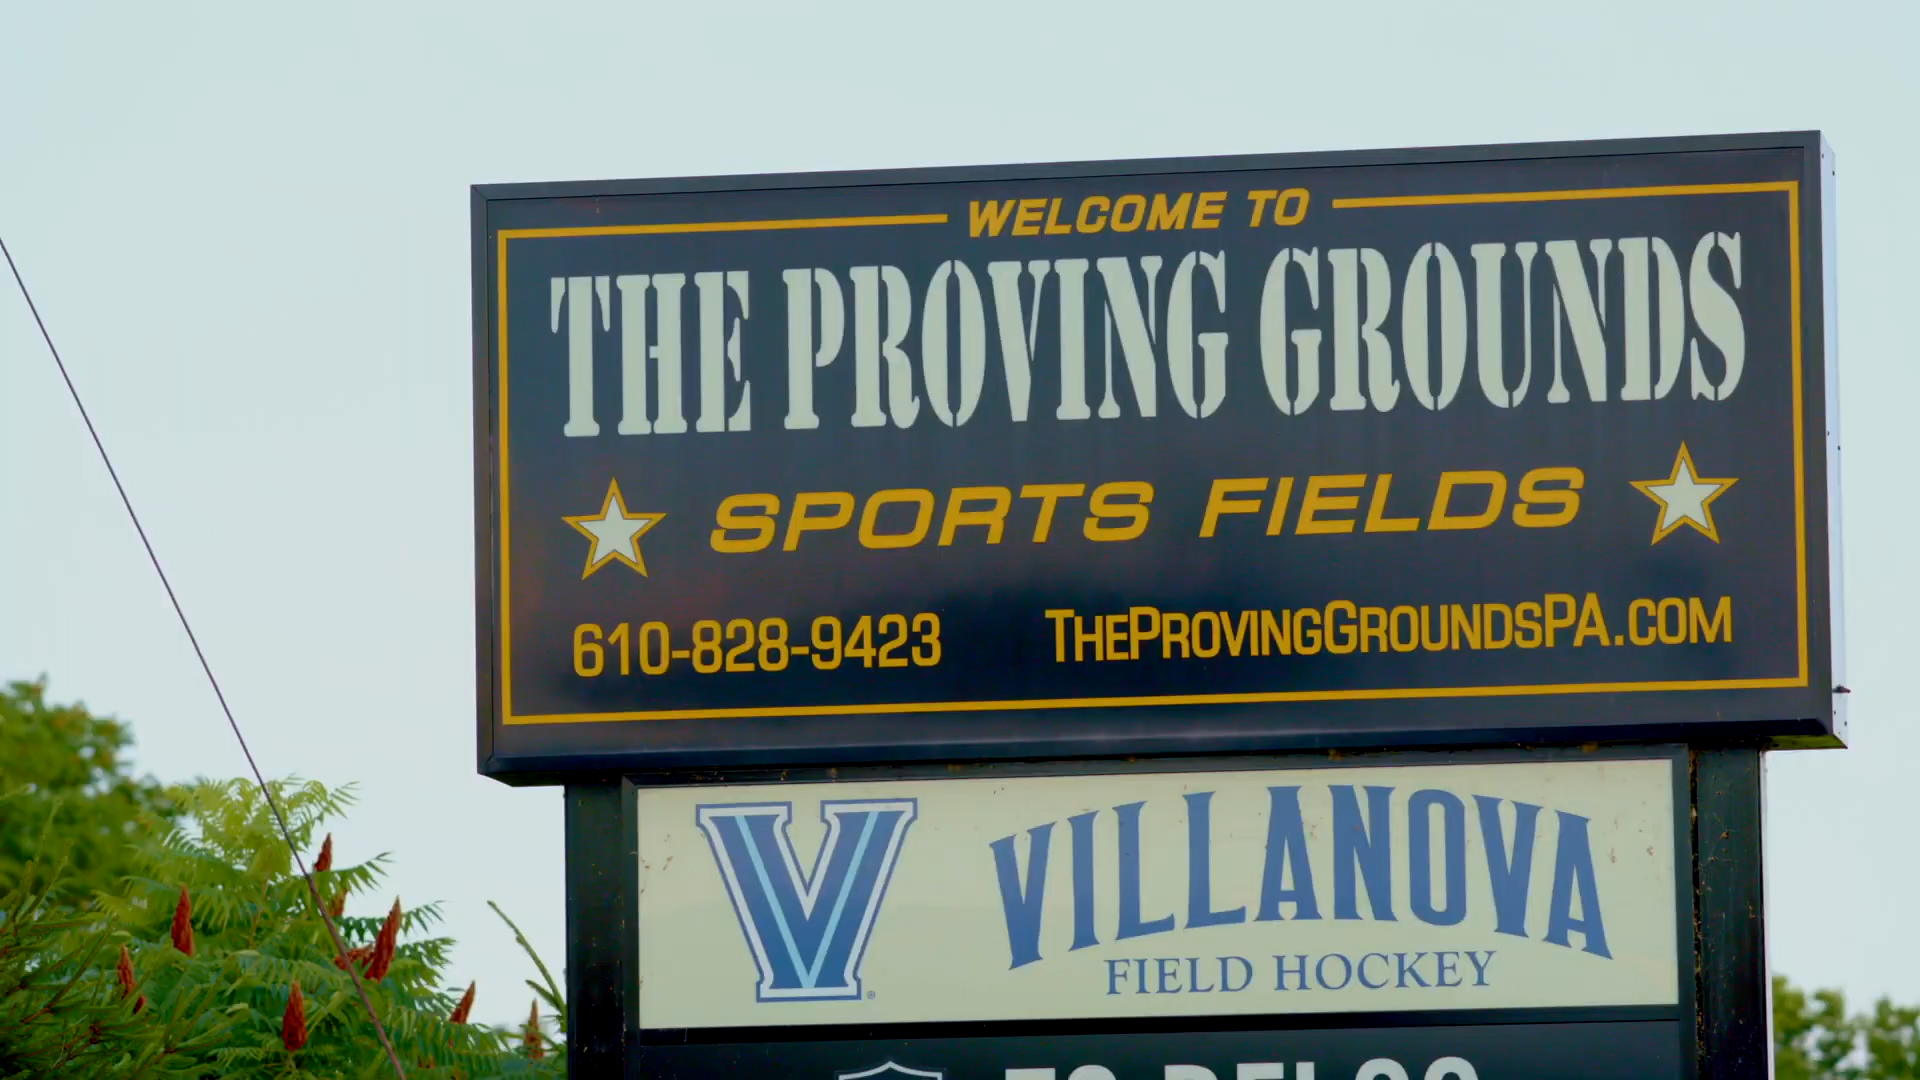 WELCOME TO
THE PROVING GROUNDS
SPORTS FIELDS
610-828-9423 THEPROVINGGROUNDSPA.COM
V ®
VILLANOVA
FIELD HOCKEY